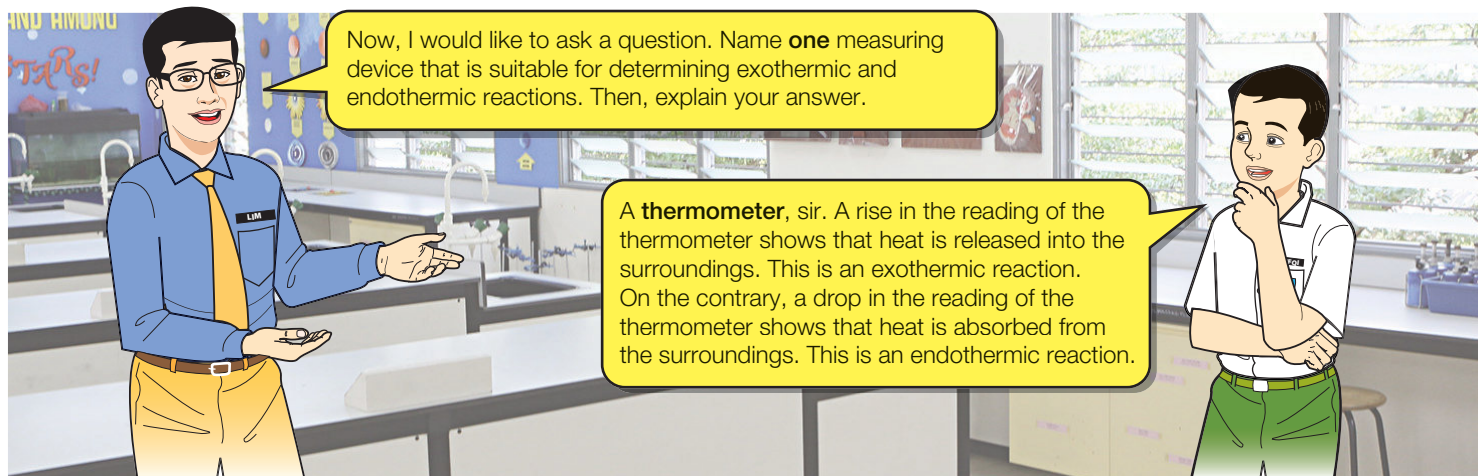 AND AMONG
STARS!
Now, I would like to ask a question. Name one measuring
device that is suitable for determining exothermic and
endothermic reactions. Then, explain your answer.
LIM
A thermometer, sir. A rise in the reading of the
thermometer shows that heat is released into the
surroundings. This is an exothermic reaction.
On the contrary, a drop in the reading of the
thermometer shows that heat is absorbed from
the surroundings. This is an endothermic reaction.